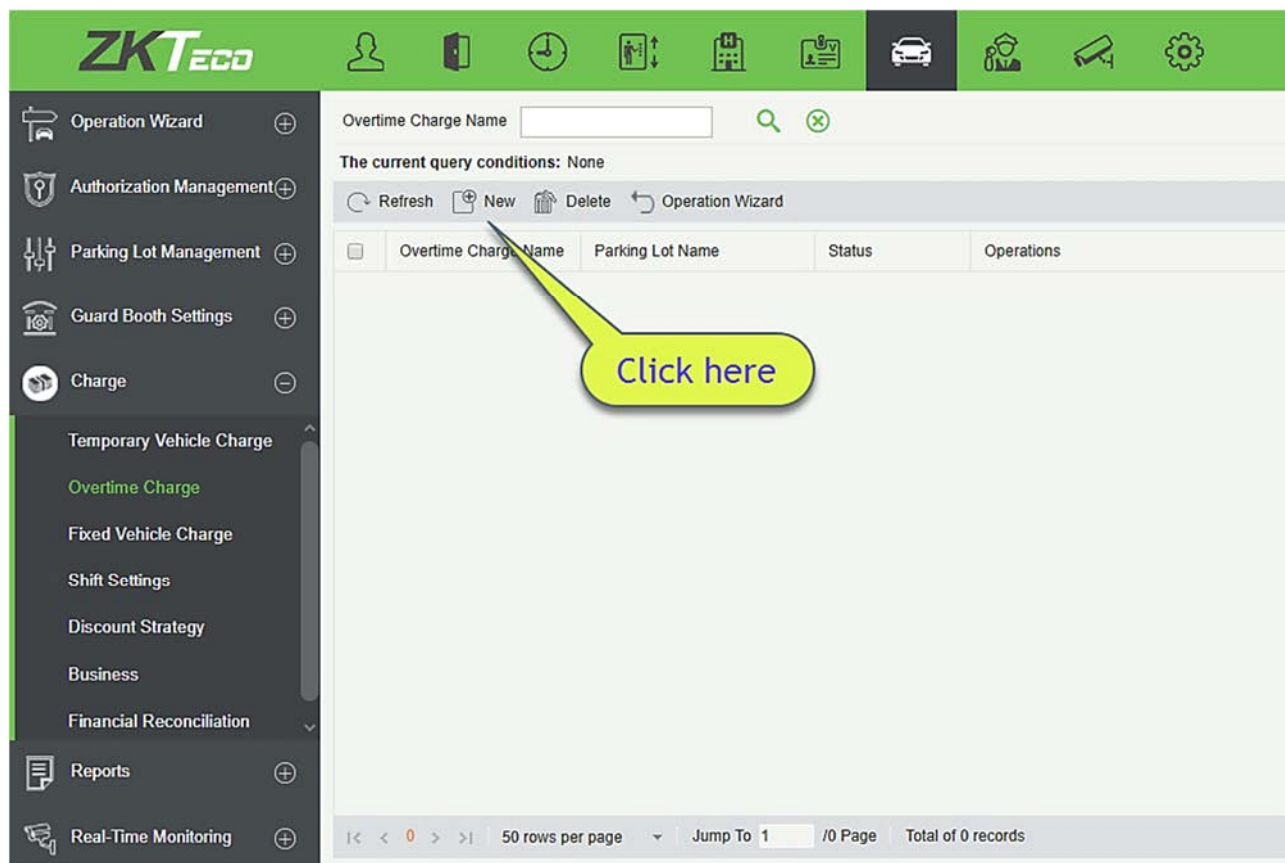 ZKTECO
Operation Wizard
Authorization Management
Parking Lot Management
Guard Booth Settings
Charge
Temporary Vehicle Charge
Overtime Charge
Fixed Vehicle Charge
Shift Settings
Discount Strategy
Business
Financial Reconciliation
Reports
Real-Time Monitoring
Overtime Charge Name
The current query conditions: None
Refresh New Delete Operation Wizard
Overtime Charge Name Parking Lot Name Status Operations
Click here
|< < 0 > >| 50 rows per page Jump To 1 /0 Page Total of 0 records